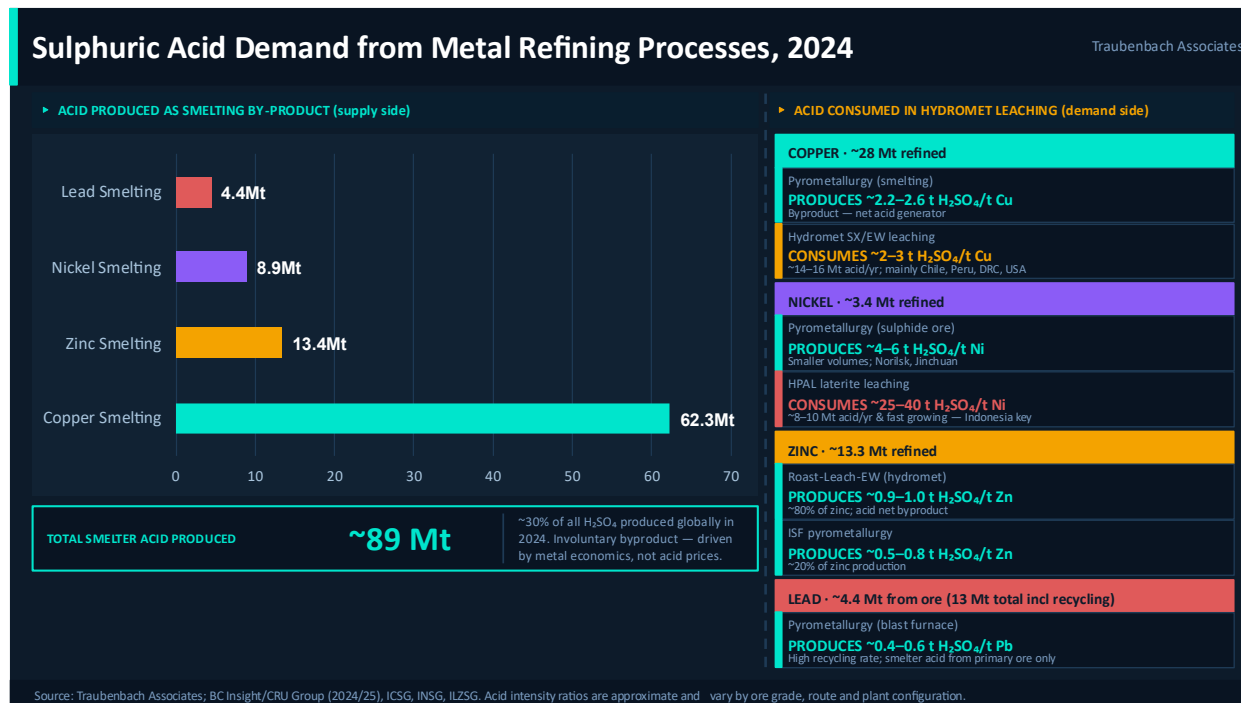 Sulphuric Acid Demand from Metal Refining Processes, 2024
Traubenbach Associates
▸ ACID PRODUCED AS SMELTING BY-PRODUCT (supply side)
Lead Smelting
4.4Mt
Nickel Smelting
8.9Mt
Zinc Smelting
13.4Mt
Copper Smelting
62.3Mt
0 10 20 30 40 50 60 70
TOTAL SMELTER ACID PRODUCED
~89 Mt
~30% of all H₂SO₄ produced globally in
2024. Involuntary byproduct — driven
by metal economics, not acid prices.
▸ ACID CONSUMED IN HYDROMET LEACHING (demand side)
COPPER · ~28 Mt refined
Pyrometallurgy (smelting)
PRODUCES ~2.2–2.6 t H₂SO₄/t Cu
Byproduct — net acid generator
Hydromet SX/EW leaching
CONSUMES ~2–3 t H₂SO₄/t Cu
~14–16 Mt acid/yr; mainly Chile, Peru, DRC, USA
NICKEL · ~3.4 Mt refined
Pyrometallurgy (sulphide ore)
PRODUCES ~4–6 t H₂SO₄/t Ni
Smaller volumes; Norilsk, Jinchuan
HPAL laterite leaching
CONSUMES ~25–40 t H₂SO₄/t Ni
~8–10 Mt acid/yr & fast growing — Indonesia key
ZINC · ~13.3 Mt refined
Roast-Leach-EW (hydromet)
PRODUCES ~0.9–1.0 t H₂SO₄/t Zn
~80% of zinc; acid net byproduct
ISF pyrometallurgy
PRODUCES ~0.5–0.8 t H₂SO₄/t Zn
~20% of zinc production
LEAD · ~4.4 Mt from ore (13 Mt total incl recycling)
Pyrometallurgy (blast furnace)
PRODUCES ~0.4–0.6 t H₂SO₄/t Pb
High recycling rate; smelter acid from primary ore only
Source: Traubenbach Associates; BC Insight/CRU Group (2024/25), ICSG, INSG, ILZSG. Acid intensity ratios are approximate and vary by ore grade, route and plant configuration.